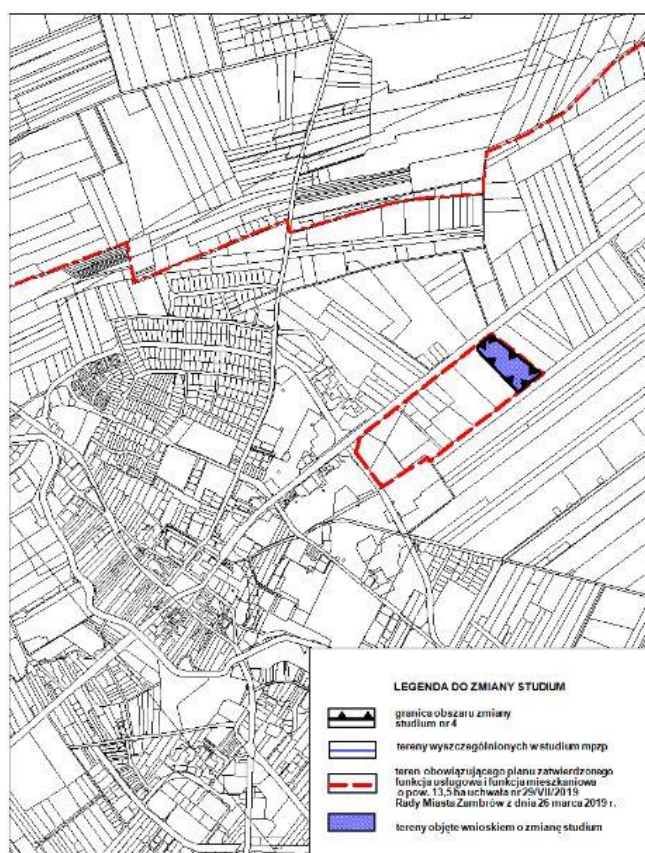 LEGENDA DO ZMIANY STUDIUM
granica obszaru zmiany
studium nr 4
tereny wyszczególnionych w studium mpzp
teren obowiązującego planu zatwierdzonego
funkcja usługowa i funkcja mieszkaniowa
o pow. 13,5 ha uchwała nr 29/VII/2019
Rady Miasta Zambrów z dnia 26 marca 2019 r.
tereny objęte wnioskiem o zmianę studium